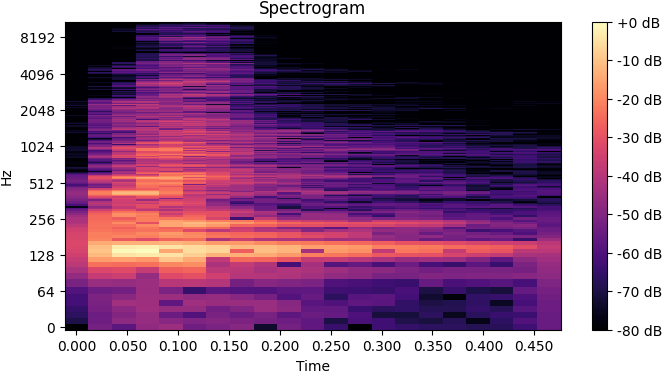 Spectrogram
8192
4096
2048
1024
512
256
128
64
0
Hz
0.000 0.050 0.100 0.150 0.200 0.250 0.300 0.350 0.400 0.450
Time
+0 dB
-10 dB
-20 dB
-30 dB
-40 dB
-50 dB
-60 dB
-70 dB
-80 dB